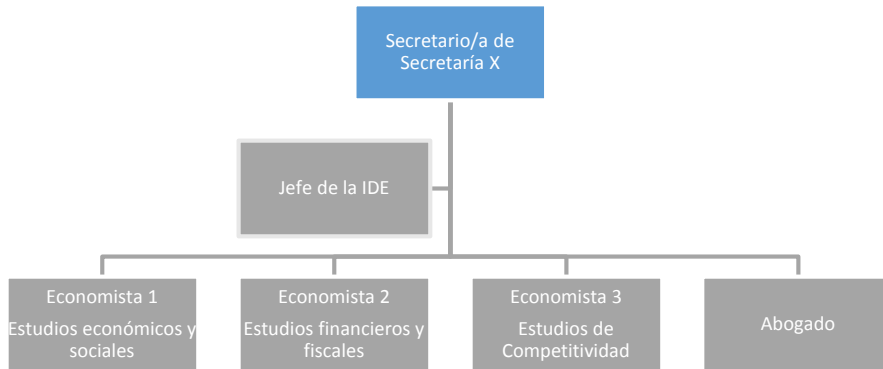 Secretario/a de
Secretaría X
Jefe de la IDE
Economista 1
Estudios económicos y
sociales
Economista 2
Estudios financieros y
fiscales
Economista 3
Estudios de
Competitividad
Abogado